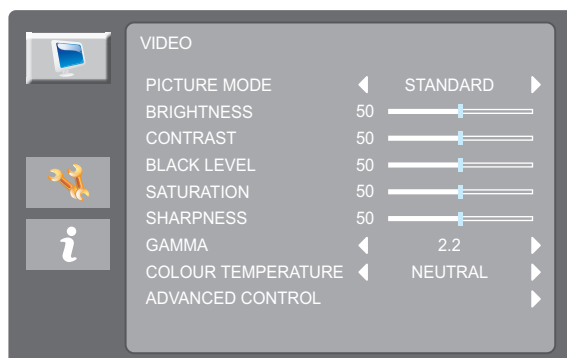 VIDEO
PICTURE MODE STANDARD
BRIGHTNESS 50
CONTRAST 50
BLACK LEVEL 50
SATURATION 50
SHARPNESS 50
GAMMA 2.2
COLOUR TEMPERATURE NEUTRAL
ADVANCED CONTROL
i